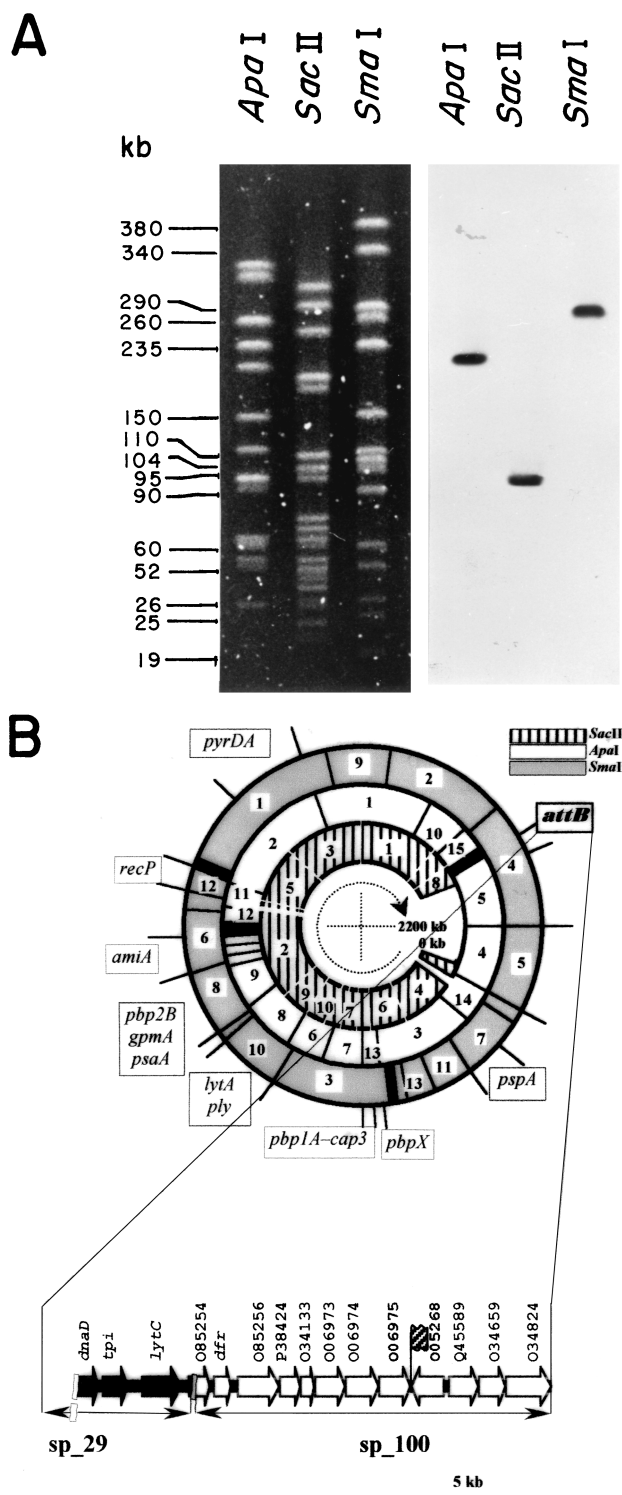 A
Apa I Sac II Sma I Apa I Sac II Sma I
kb
380
340
290
260
235
150
110
104
95
90
60
52
26
25
19
B
SacII
ApaI
SmaI
pyrDA
attB
recP
amiA
pbp2B
gpmA
psaA
lytA
ply
pbp1A–cap3
pbpX
pspA
9 2 4 5 7 11 13 3 10 8 6 12 1
1 10 15 5 4 14 3 13 7 6 8 9 12 11 2
1 8 4 6 7 10 9 2 5 3
2200 kb
0 kb
dnaD tpi lytC O85254 dfr O85256 P38424 O34133 O06973 O06974 O06975 O05268 Q45589 O34659 O34824
sp_29 sp_100
5 kb